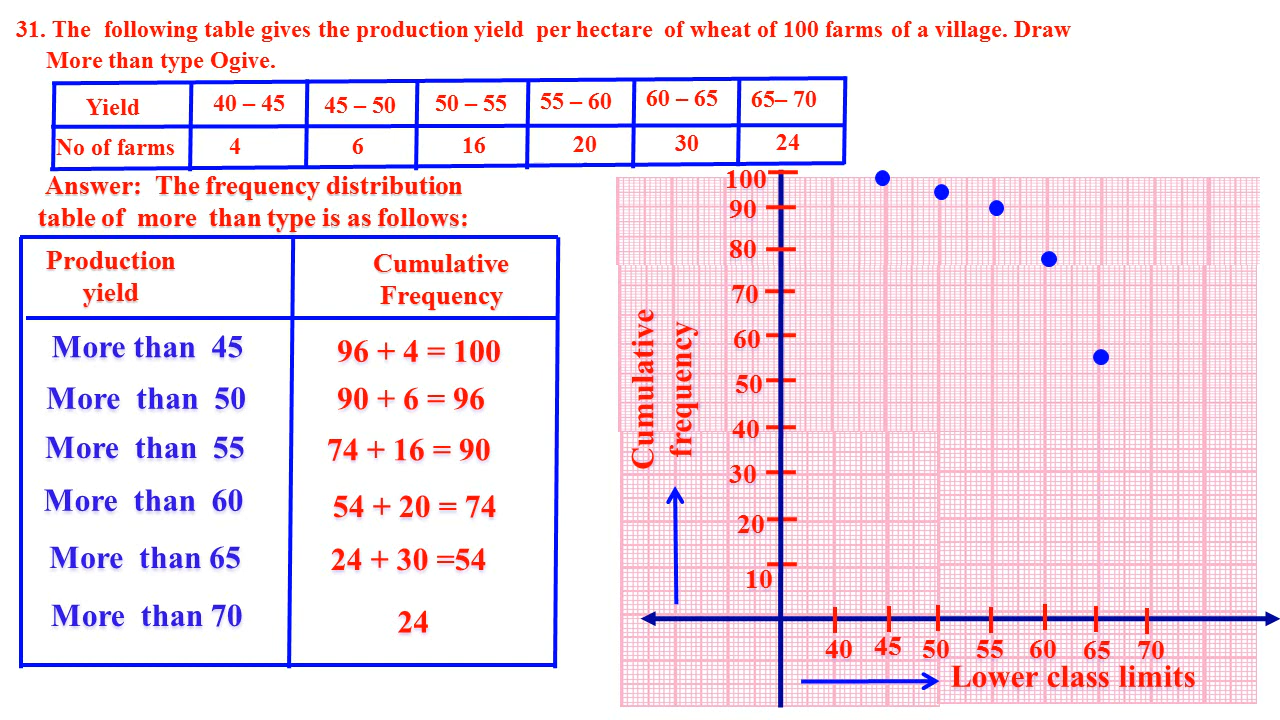 31. The following table gives the production yield per hectare of wheat of 100 farms of a village. Draw
More than type Ogive.
Yield 40 – 45 45 – 50 50 – 55 55 – 60 60 – 65 65– 70
No of farms 4 6 16 20 30 24
Answer: The frequency distribution
table of more than type is as follows:
Production
yield
Cumulative
Frequency
More than 45 96 + 4 = 100
More than 50 90 + 6 = 96
More than 55 74 + 16 = 90
More than 60 54 + 20 = 74
More than 65 24 + 30 =54
More than 70 24
100
90
80
70
60
50
40
30
20
10
Cumulative
frequency
40 45 50 55 60 65 70
Lower class limits